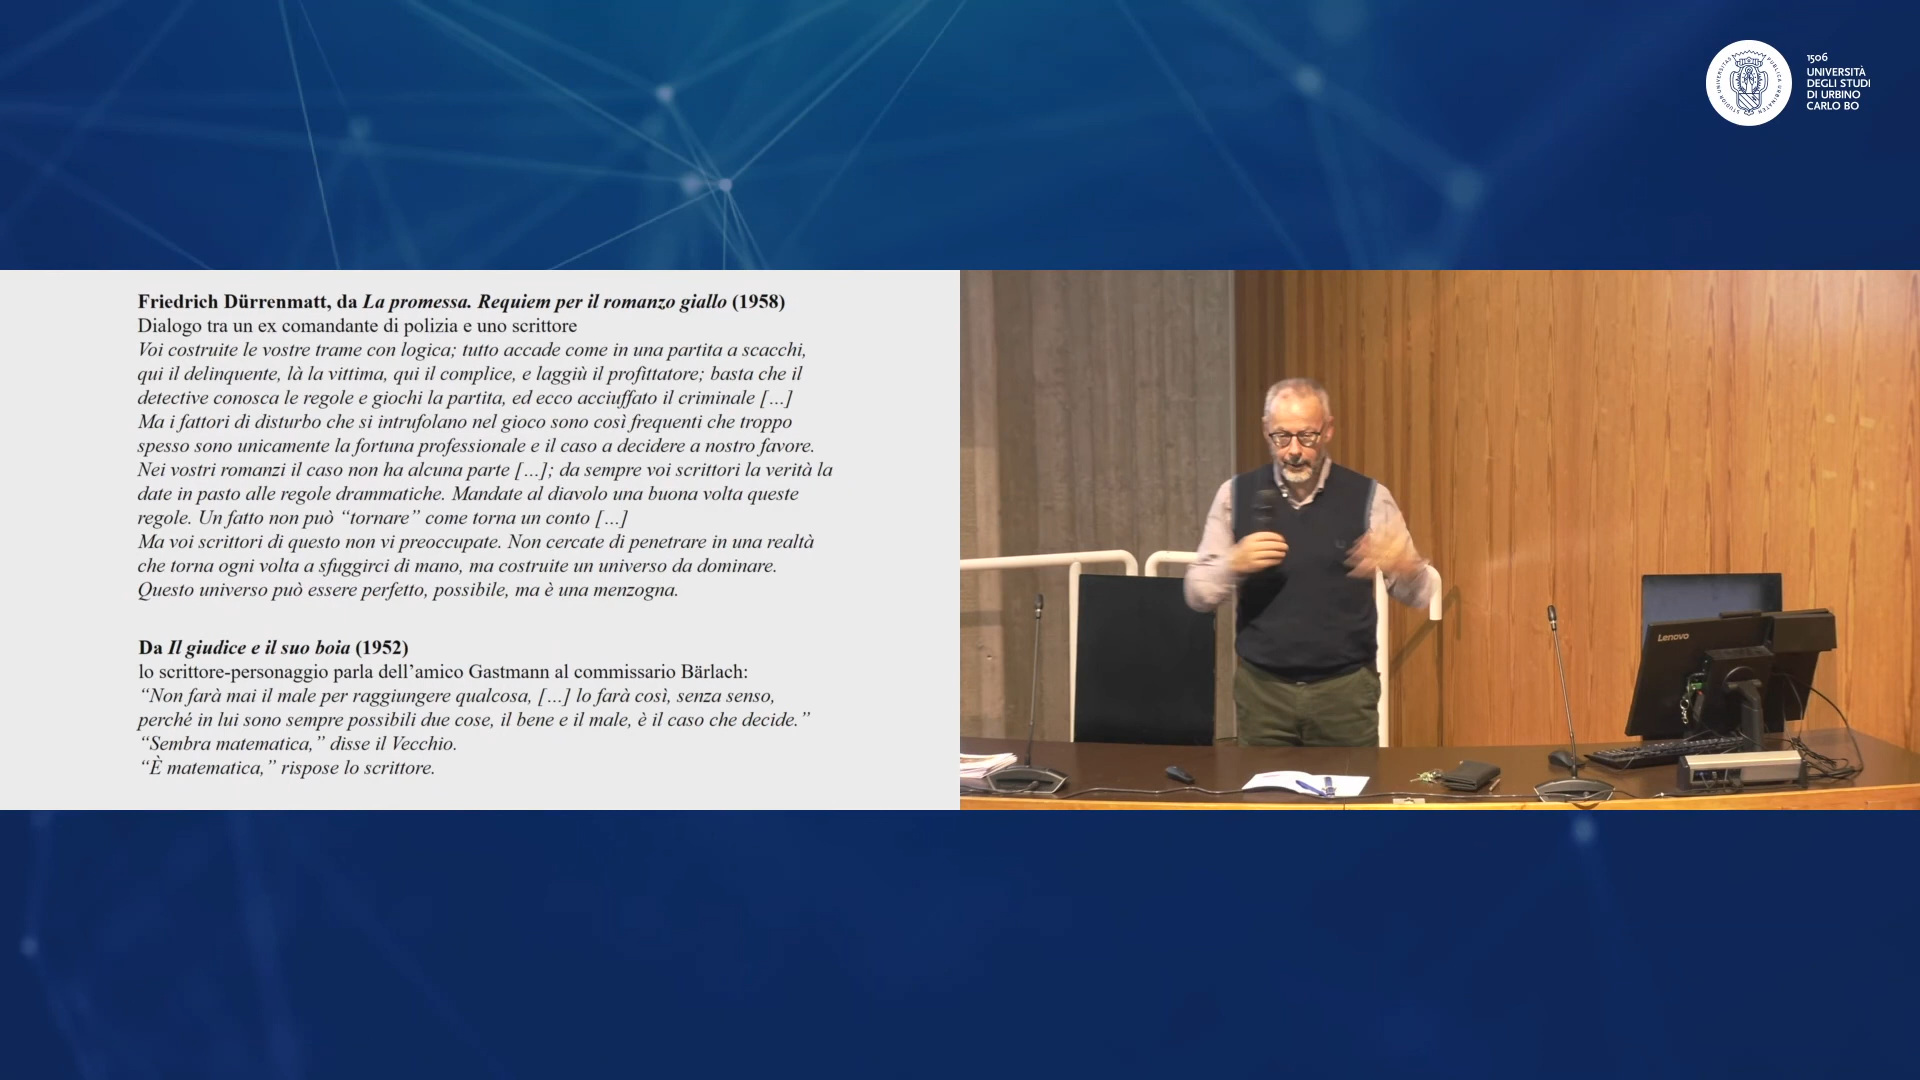 1506
UNIVERSITÀ
DEGLI STUDI
DI URBINO
CARLO BO
Friedrich Dürrenmatt, da La promessa. Requiem per il romanzo giallo (1958)
Dialogo tra un ex comandante di polizia e uno scrittore
Voi costruite le vostre trame con logica; tutto accade come in una partita a scacchi,
qui il delinquente, là la vittima, qui il complice, e laggiù il profittatore; basta che il
detective conosca le regole e giochi la partita, ed ecco acciuffato il criminale […]
Ma i fattori di disturbo che si intrufolano nel gioco sono così frequenti che troppo
spesso sono unicamente la fortuna professionale e il caso a decidere a nostro favore.
Nei vostri romanzi il caso non ha alcuna parte […]; da sempre voi scrittori la verità la
date in pasto alle regole drammatiche. Mandate al diavolo una buona volta queste
regole. Un fatto non può “tornare” come torna un conto […]
Ma voi scrittori di questo non vi preoccupate. Non cercate di penetrare in una realtà
che torna ogni volta a sfuggirci di mano, ma costruite un universo da dominare.
Questo universo può essere perfetto, possibile, ma è una menzogna.
Da Il giudice e il suo boia (1952)
lo scrittore-personaggio parla dell’amico Gastmann al commissario Bärlach:
“Non farà mai il male per raggiungere qualcosa, […] lo farà così, senza senso,
perché in lui sono sempre possibili due cose, il bene e il male, è il caso che decide.”
“Sembra matematica,” disse il Vecchio.
“È matematica,” rispose lo scrittore.
Lenovo